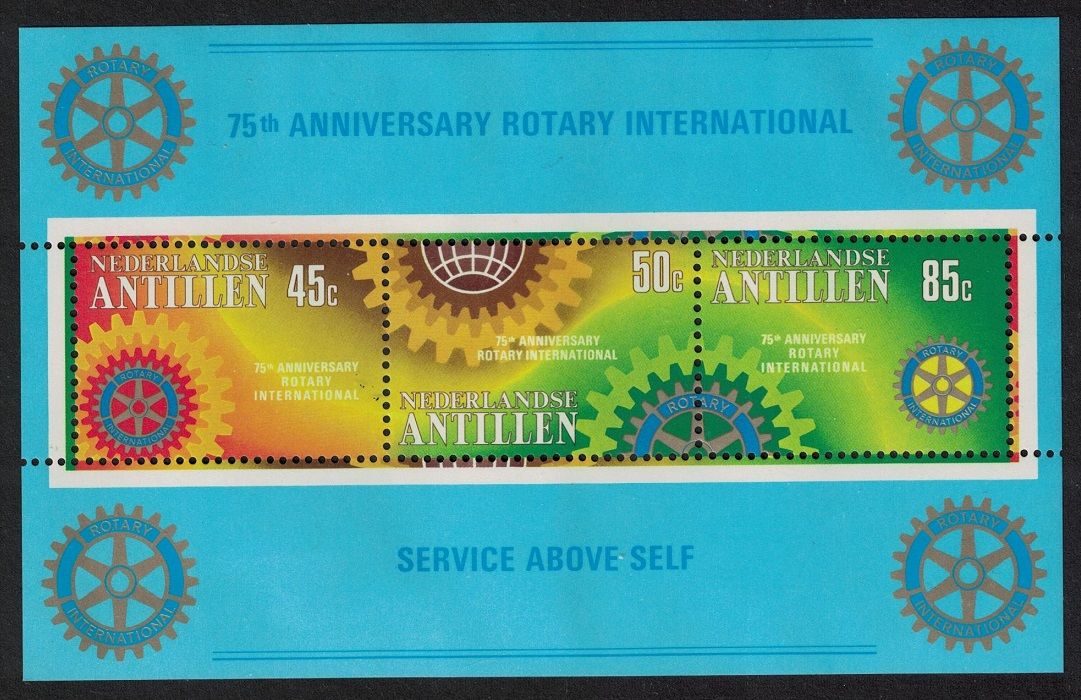 ROTARY
INTERNATIONAL
75th ANNIVERSARY ROTARY INTERNATIONAL
ROTARY
INTERNATIONAL
NEDERLANDSE
ANTILLEN 45c
75th ANNIVERSARY
ROTARY
INTERNATIONAL
ROTARY
INTERNATIONAL
50c
75th ANNIVERSARY
ROTARY INTERNATIONAL
NEDERLANDSE
ANTILLEN
ROTARY
NEDERLANDSE
ANTILLEN 85c
75th ANNIVERSARY
ROTARY
INTERNATIONAL
ROTARY
INTERNATIONAL
ROTARY
INTERNATIONAL
SERVICE ABOVE SELF
ROTARY
INTERNATIONAL